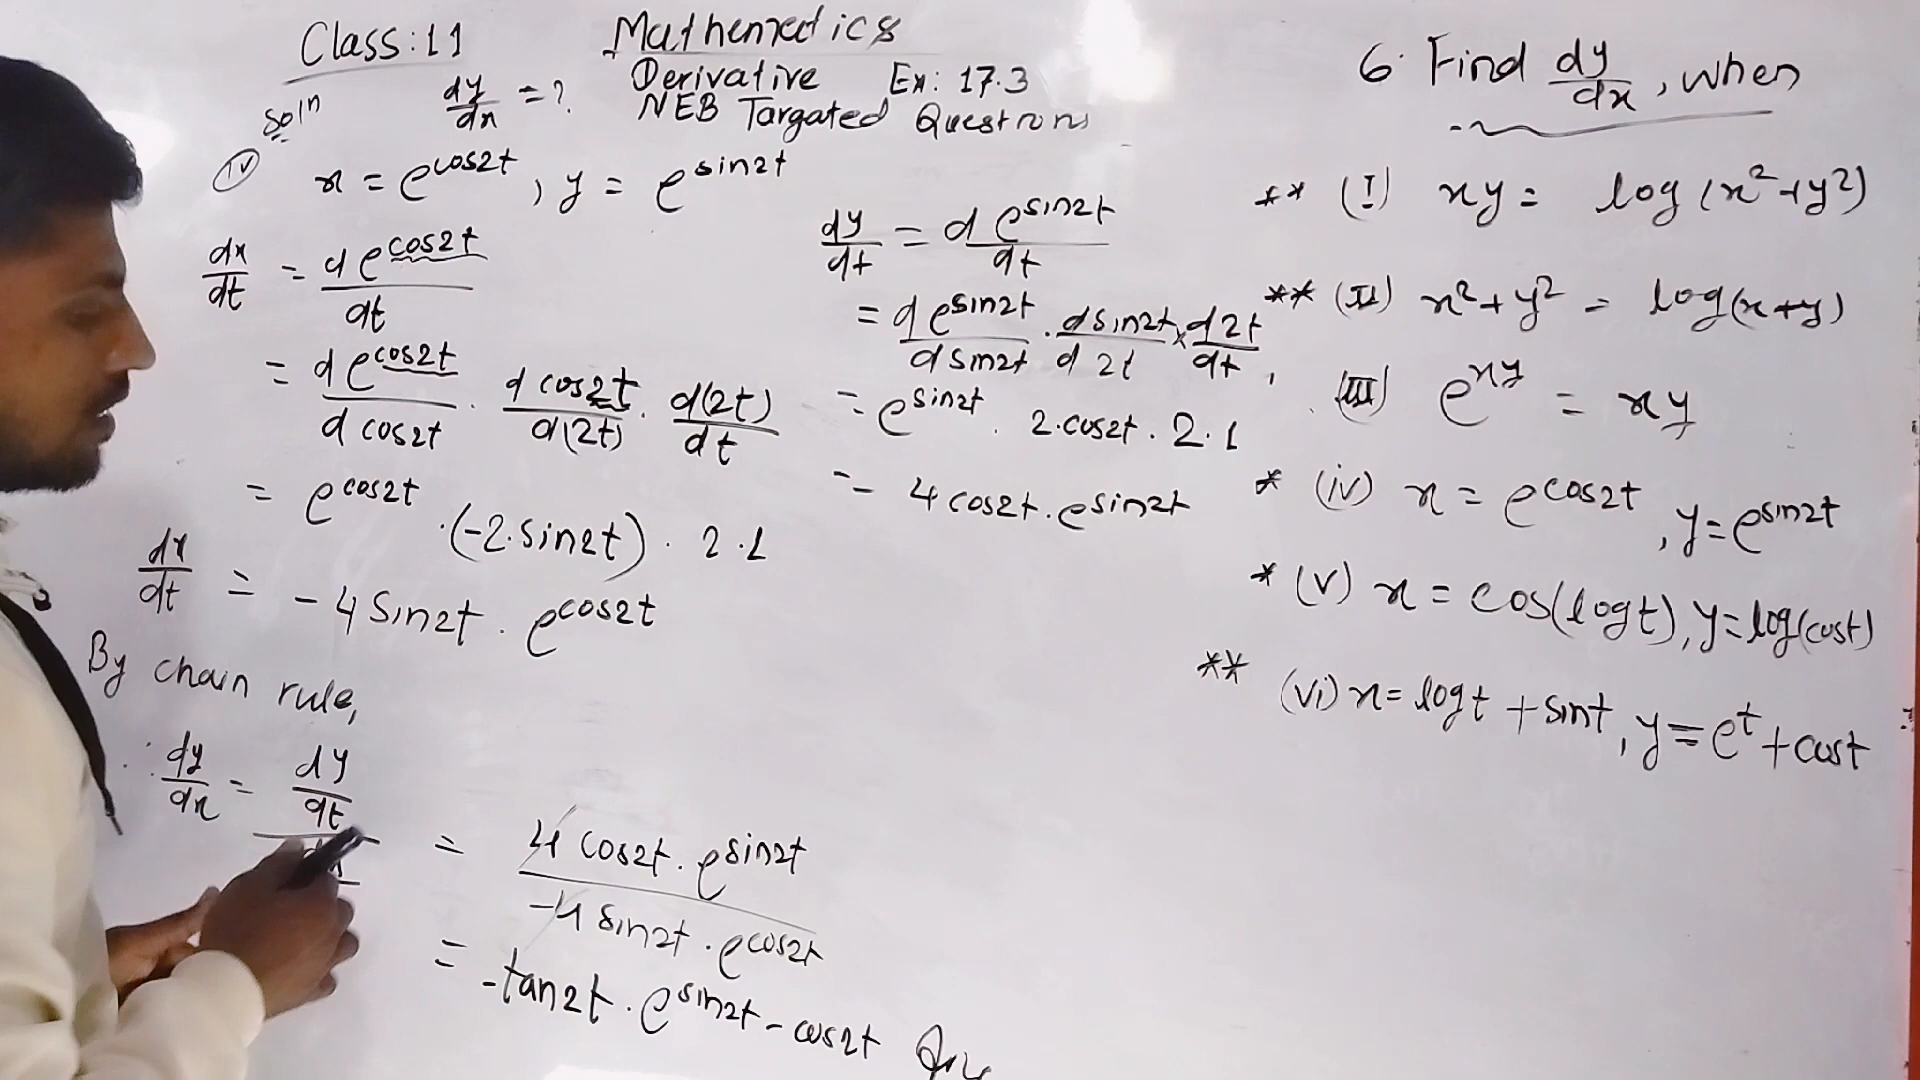 Class: 11
Mathematics
Derivative Ex: 17.3
NEB Targated Questions
Soln dy/dx = ?
(iv) x = e^cos2t, y = e^sin2t
dx/dt = d e^cos2t/dt
= d e^cos2t/d cos2t . d cos2t/d(2t) . d(2t)/dt
= e^cos2t . (-2.sin2t) . 2.1
dx/dt = -4 Sin2t . e^cos2t
dy/dt = d e^sin2t/dt
= d e^sin2t/d sin2t . d sin2t/d 2t × d2t/dt,
= e^sin2t . 2.cos2t . 2.1
= 4 cos2t . e^sin2t
By chain rule,
∴ dy/dx = dy/dt/dx = 4 cos2t . e^sin2t/-4 sin2t . e^cos2t
= -tan2t . e^sin2t - cos2t
6. Find dy/dx, when
** (I) xy = log (x²+y²)
** (II) x²+y² = log(x+y)
(III) e^xy = xy
* (iv) x = e^cos2t, y = e^sin2t
* (v) x = cos(logt), y = log(cost)
** (vi) x = logt + sint, y = e^t + cost